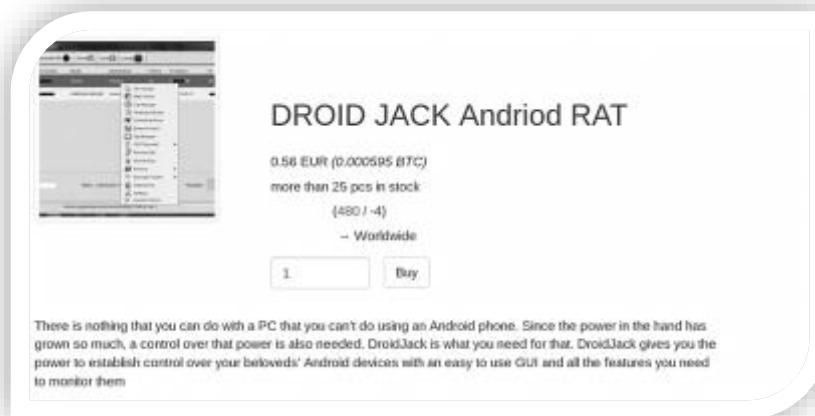 DROID JACK Andriod RAT
0.56 EUR (0.000595 BTC)
more than 25 pcs in stock
(480 / -4)
→ Worldwide
1
Buy
There is nothing that you can do with a PC that you can't do using an Android phone. Since the power in the hand has
grown so much, a control over that power is also needed. DroidJack is what you need for that. DroidJack gives you the
power to establish control over your beloveds' Android devices with an easy to use GUI and all the features you need
to monitor them